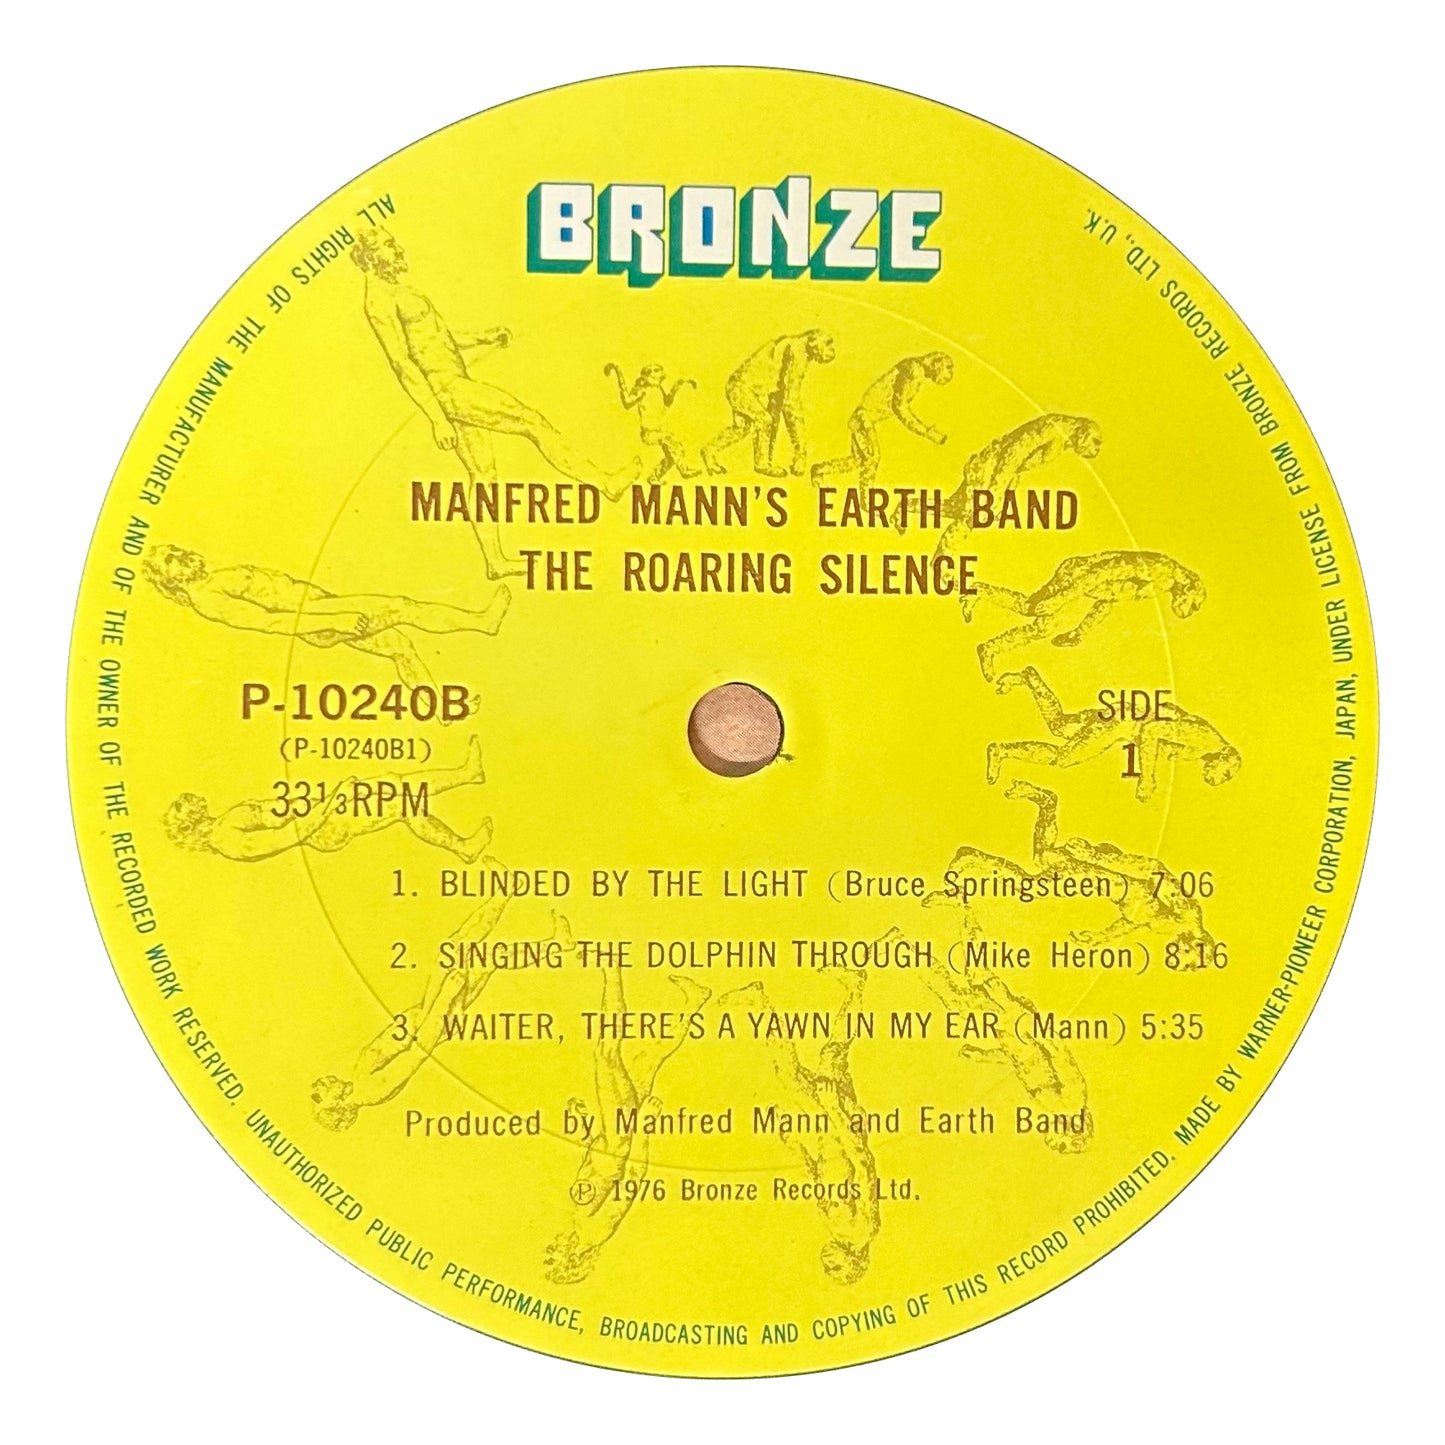 BRONZE
MANFRED MANN'S EARTH BAND
THE ROARING SILENCE
P-10240B
(P-10240B1)
33⅓RPM
SIDE
1
1. BLINDED BY THE LIGHT (Bruce Springsteen) 7:06
2. SINGING THE DOLPHIN THROUGH (Mike Heron) 8:16
3. WAITER, THERE'S A YAWN IN MY EAR (Mann) 5:35
Produced by Manfred Mann and Earth Band
℗ 1976 Bronze Records Ltd.
ALL RIGHTS OF THE MANUFACTURER AND OF THE OWNER OF THE RECORDED WORK RESERVED. UNAUTHORIZED PUBLIC PERFORMANCE, BROADCASTING AND COPYING OF THIS RECORD PROHIBITED. MADE BY WARNER-PIONEER CORPORATION, JAPAN, UNDER LICENSE FROM BRONZE RECORDS LTD., U.K.